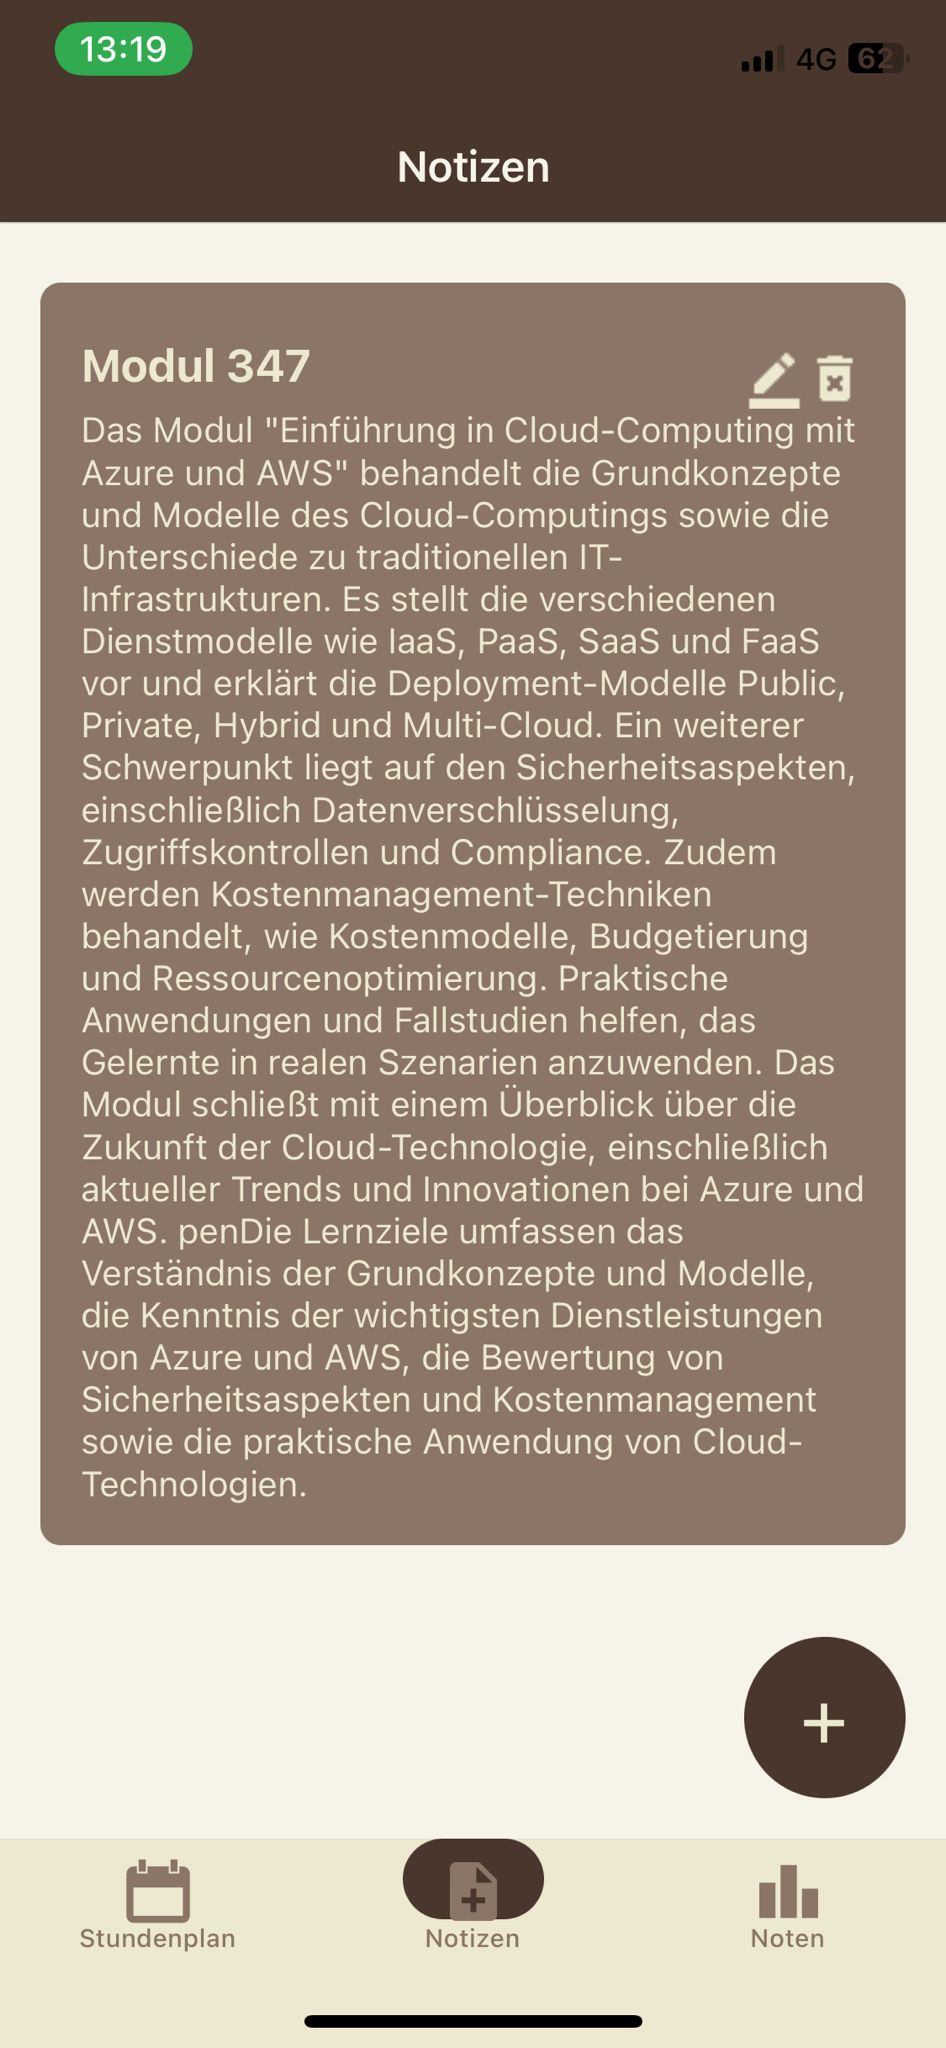 13:19
4G
62
Notizen
Modul 347
Das Modul "Einführung in Cloud-Computing mit
Azure und AWS" behandelt die Grundkonzepte
und Modelle des Cloud-Computings sowie die
Unterschiede zu traditionellen IT-
Infrastrukturen. Es stellt die verschiedenen
Dienstmodelle wie IaaS, PaaS, SaaS und FaaS
vor und erklärt die Deployment-Modelle Public,
Private, Hybrid und Multi-Cloud. Ein weiterer
Schwerpunkt liegt auf den Sicherheitsaspekten,
einschließlich Datenverschlüsselung,
Zugriffskontrollen und Compliance. Zudem
werden Kostenmanagement-Techniken
behandelt, wie Kostenmodelle, Budgetierung
und Ressourcenoptimierung. Praktische
Anwendungen und Fallstudien helfen, das
Gelernte in realen Szenarien anzuwenden. Das
Modul schließt mit einem Überblick über die
Zukunft der Cloud-Technologie, einschließlich
aktueller Trends und Innovationen bei Azure und
AWS. penDie Lernziele umfassen das
Verständnis der Grundkonzepte und Modelle,
die Kenntnis der wichtigsten Dienstleistungen
von Azure und AWS, die Bewertung von
Sicherheitsaspekten und Kostenmanagement
sowie die praktische Anwendung von Cloud-
Technologien.
+
Stundenplan
Notizen
Noten